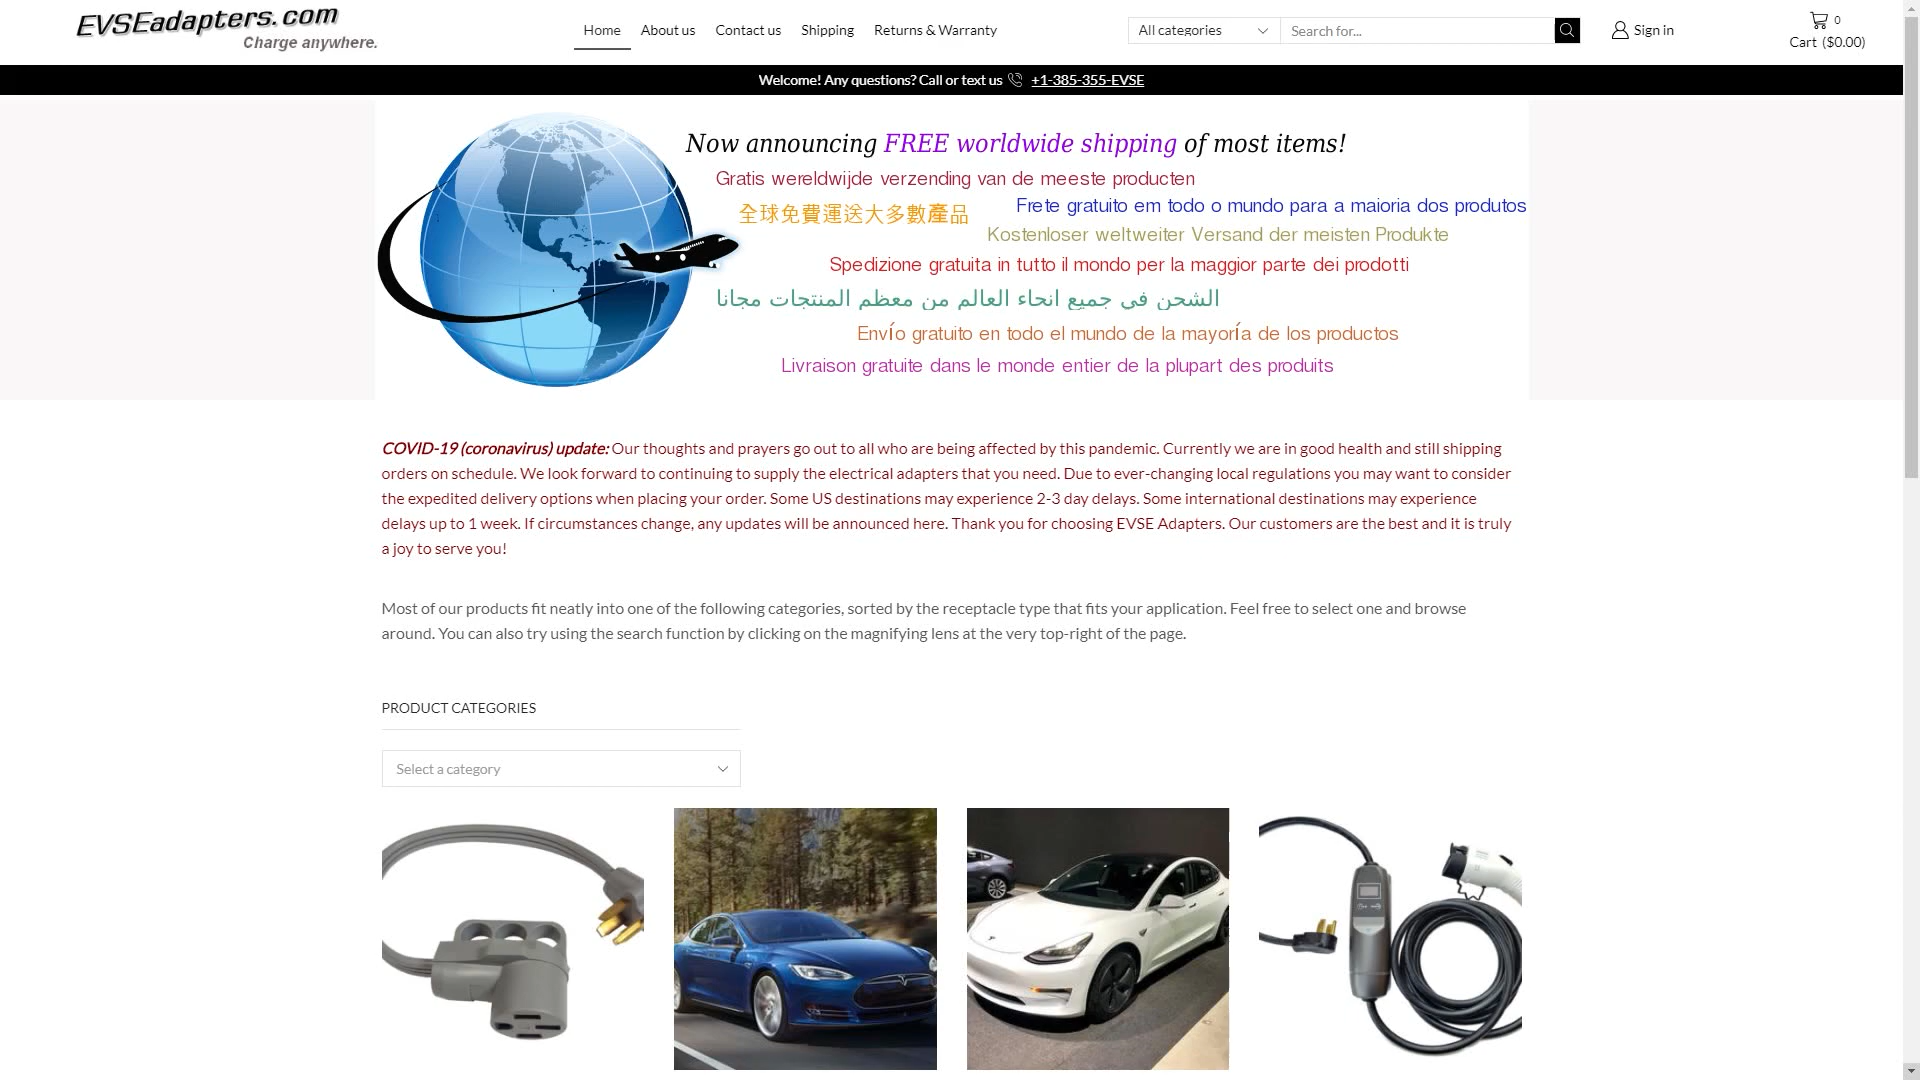 EVSEadapters.com
Charge anywhere.
Home
About us
Contact us
Shipping
Returns & Warranty
All categories
Search for...
Sign in
0
Cart ($0.00)
Welcome! Any questions? Call or text us +1-385-355-EVSE
Now announcing FREE worldwide shipping of most items!
Gratis wereldwijde verzending van de meeste producten
全球免費運送大多數產品
Frete gratuito em todo o mundo para a maioria dos produtos
Kostenloser weltweiter Versand der meisten Produkte
Spedizione gratuita in tutto il mondo per la maggior parte dei prodotti
الشحن في جميع انحاء العالم من معظم المنتجات مجانا
Envío gratuito en todo el mundo de la mayoría de los productos
Livraison gratuite dans le monde entier de la plupart des produits
COVID-19 (coronavirus) update: Our thoughts and prayers go out to all who are being affected by this pandemic. Currently we are in good health and still shipping
orders on schedule. We look forward to continuing to supply the electrical adapters that you need. Due to ever-changing local regulations you may want to consider
the expedited delivery options when placing your order. Some US destinations may experience 2-3 day delays. Some international destinations may experience
delays up to 1 week. If circumstances change, any updates will be announced here. Thank you for choosing EVSE Adapters. Our customers are the best and it is truly
a joy to serve you!
Most of our products fit neatly into one of the following categories, sorted by the receptacle type that fits your application. Feel free to select one and browse
around. You can also try using the search function by clicking on the magnifying lens at the very top-right of the page.
PRODUCT CATEGORIES
Select a category